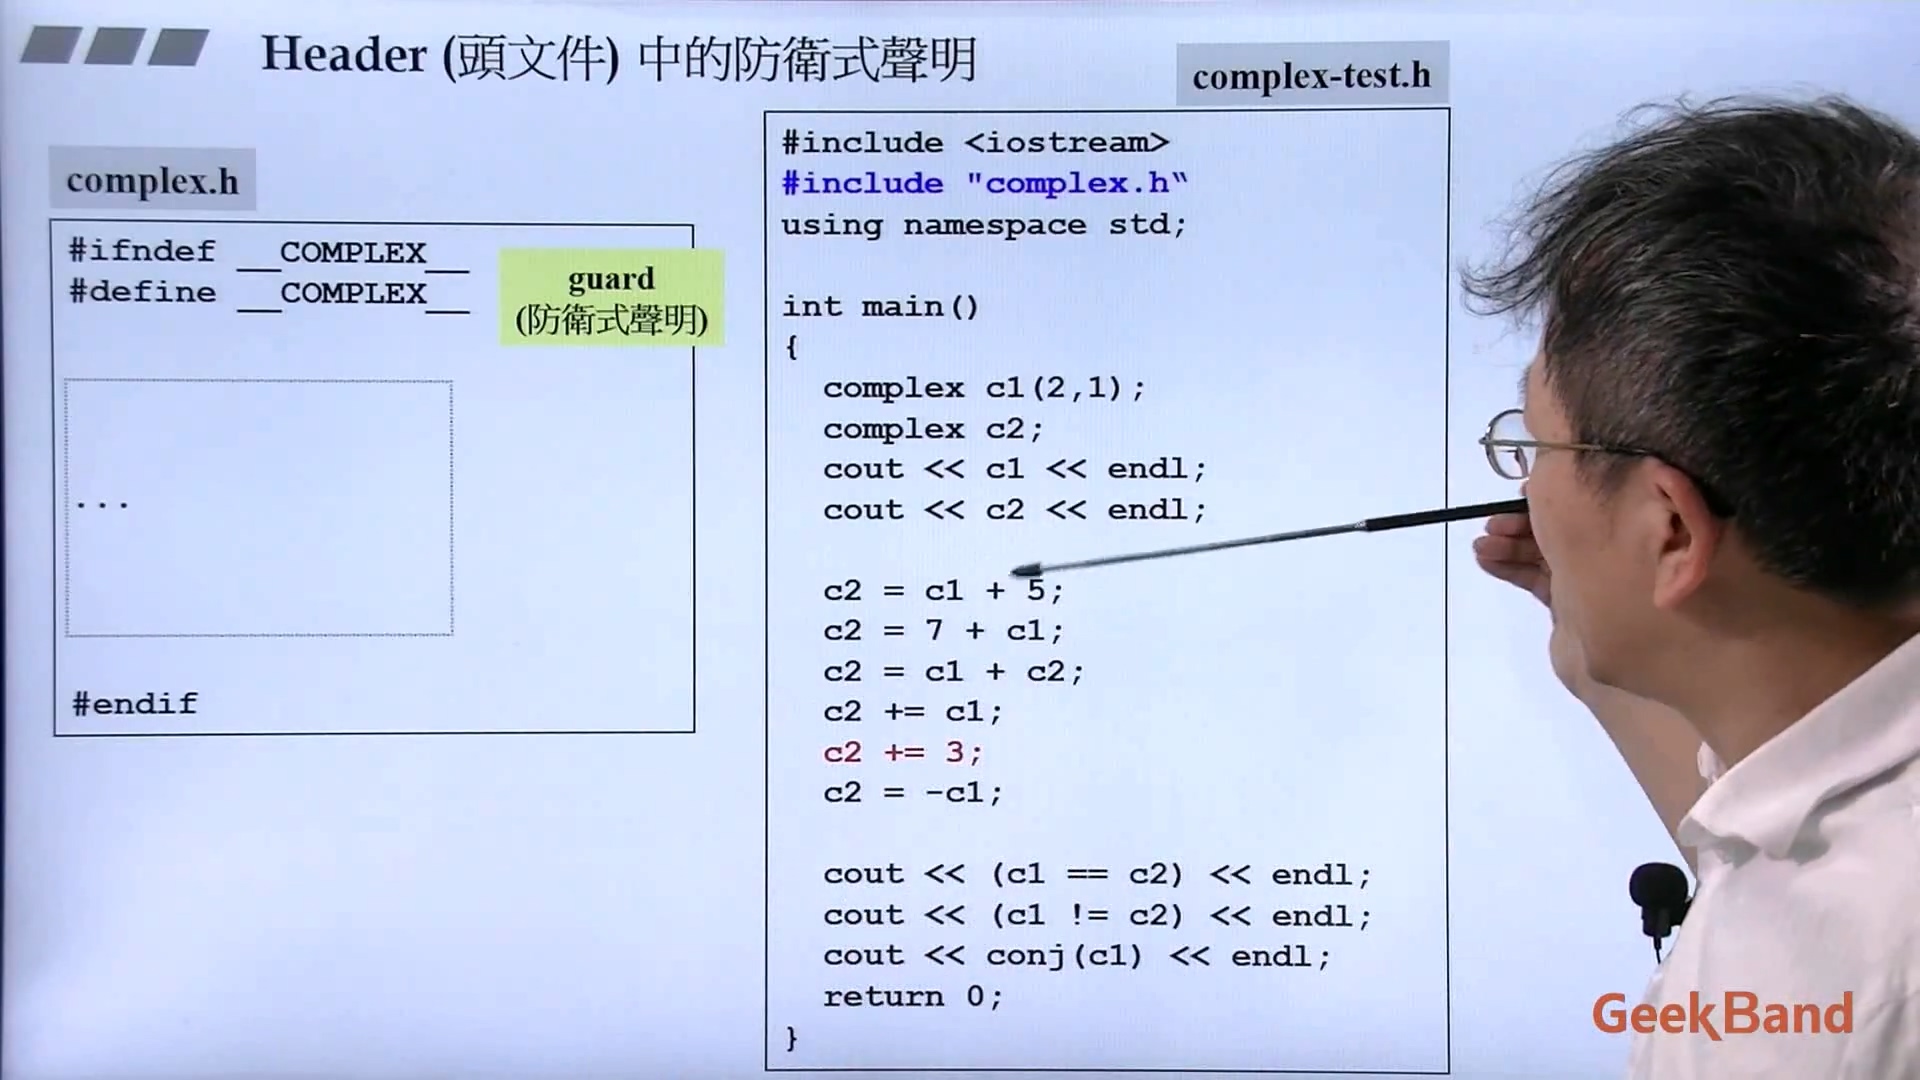 Header (頭文件) 中的防衛式聲明
complex.h
#ifndef __COMPLEX__
#define __COMPLEX__
guard
(防衛式聲明)
...
#endif
complex-test.h
#include <iostream>
#include "complex.h“
using namespace std;
int main()
{
complex c1(2,1);
complex c2;
cout << c1 << endl;
cout << c2 << endl;
c2 = c1 + 5;
c2 = 7 + c1;
c2 = c1 + c2;
c2 += c1;
c2 += 3;
c2 = -c1;
cout << (c1 == c2) << endl;
cout << (c1 != c2) << endl;
cout << conj(c1) << endl;
return 0;
}
GeekBand